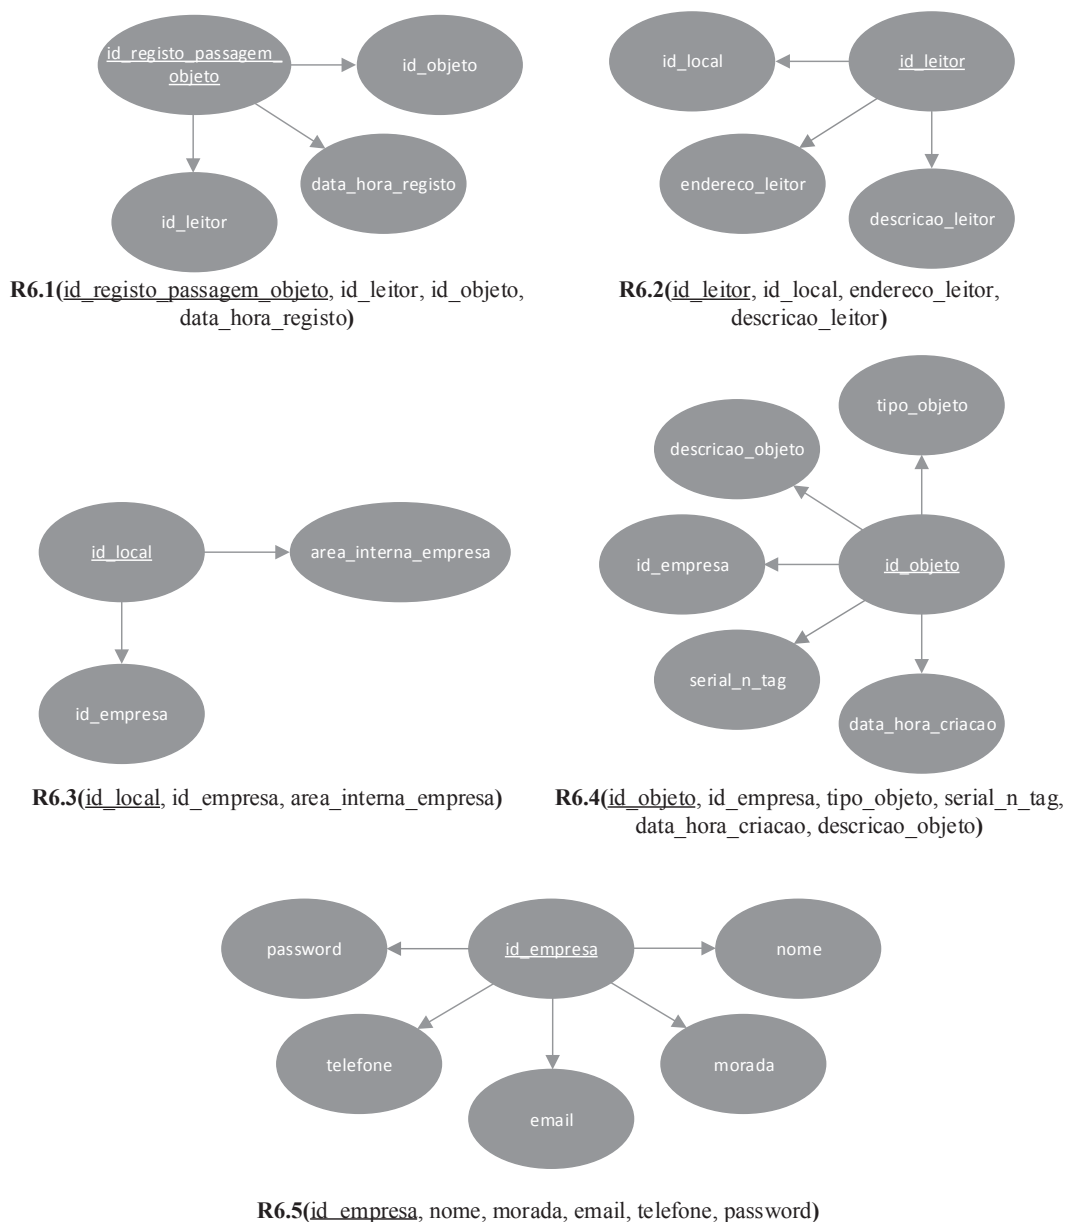 id_registo_passagem_
objeto
id_objeto
data_hora_registo
id_leitor
R6.1(id_registo_passagem_objeto, id_leitor, id_objeto,
data_hora_registo)
id_local
id_leitor
endereco_leitor
descricao_leitor
R6.2(id_leitor, id_local, endereco_leitor,
descricao_leitor)
id_local
area_interna_empresa
id_empresa
R6.3(id_local, id_empresa, area_interna_empresa)
tipo_objeto
descricao_objeto
id_empresa
id_objeto
serial_n_tag
data_hora_criacao
R6.4(id_objeto, id_empresa, tipo_objeto, serial_n_tag,
data_hora_criacao, descricao_objeto)
password
id_empresa
nome
telefone
morada
email
R6.5(id_empresa, nome, morada, email, telefone, password)